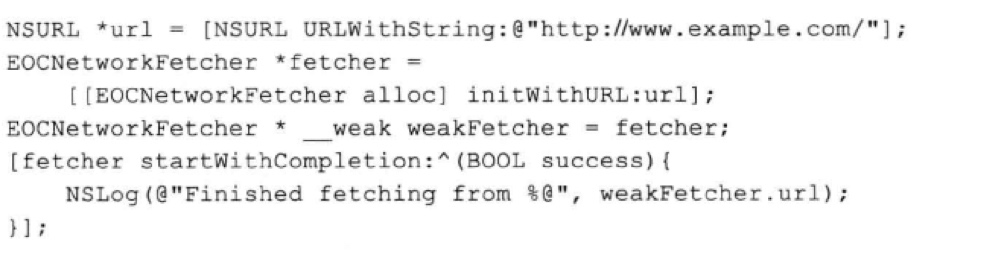 NSURL *url = [NSURL URLWithString:@"http://www.example.com/"];
EOCNetworkFetcher *fetcher =
[[EOCNetworkFetcher alloc] initWithURL:url];
EOCNetworkFetcher * __weak weakFetcher = fetcher;
[fetcher startWithCompletion:^(BOOL success){
NSLog(@"Finished fetching from %@", weakFetcher.url);
}];